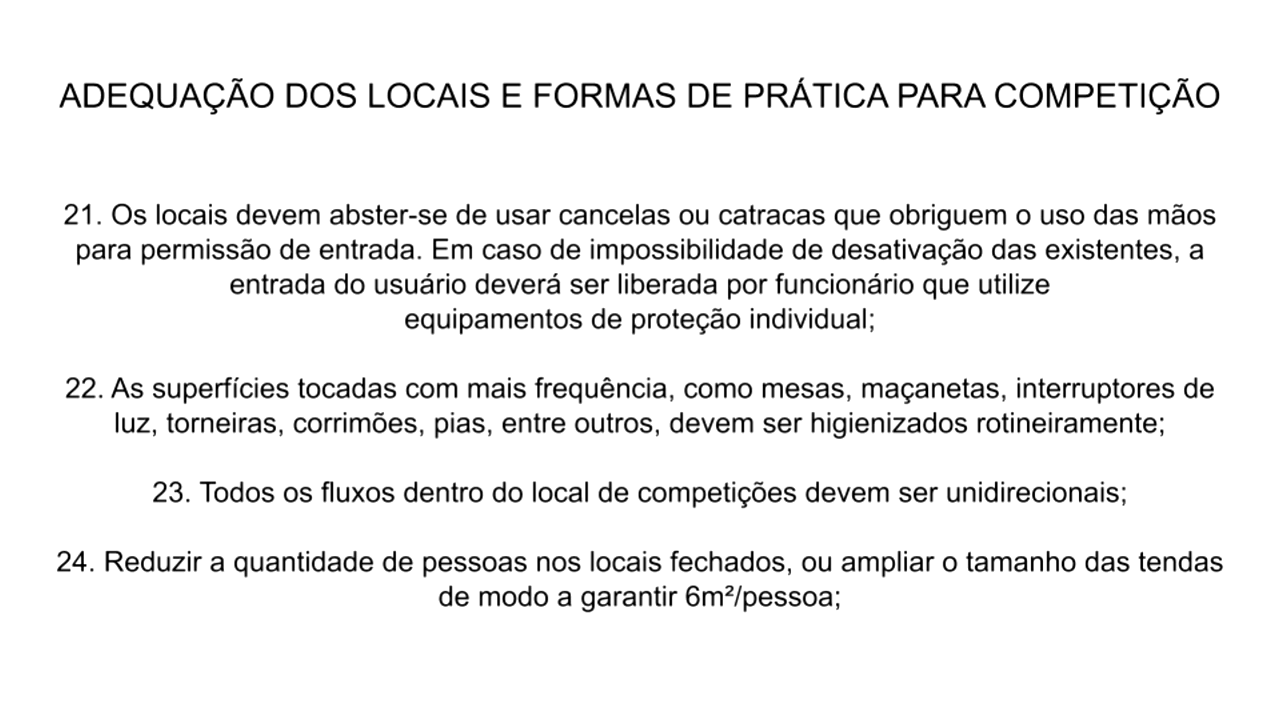 ADEQUAÇÃO DOS LOCAIS E FORMAS DE PRÁTICA PARA COMPETIÇÃO
21. Os locais devem abster-se de usar cancelas ou catracas que obriguem o uso das mãos
para permissão de entrada. Em caso de impossibilidade de desativação das existentes, a
entrada do usuário deverá ser liberada por funcionário que utilize
equipamentos de proteção individual;
22. As superfícies tocadas com mais frequência, como mesas, maçanetas, interruptores de
luz, torneiras, corrimões, pias, entre outros, devem ser higienizados rotineiramente;
23. Todos os fluxos dentro do local de competições devem ser unidirecionais;
24. Reduzir a quantidade de pessoas nos locais fechados, ou ampliar o tamanho das tendas
de modo a garantir 6m²/pessoa;